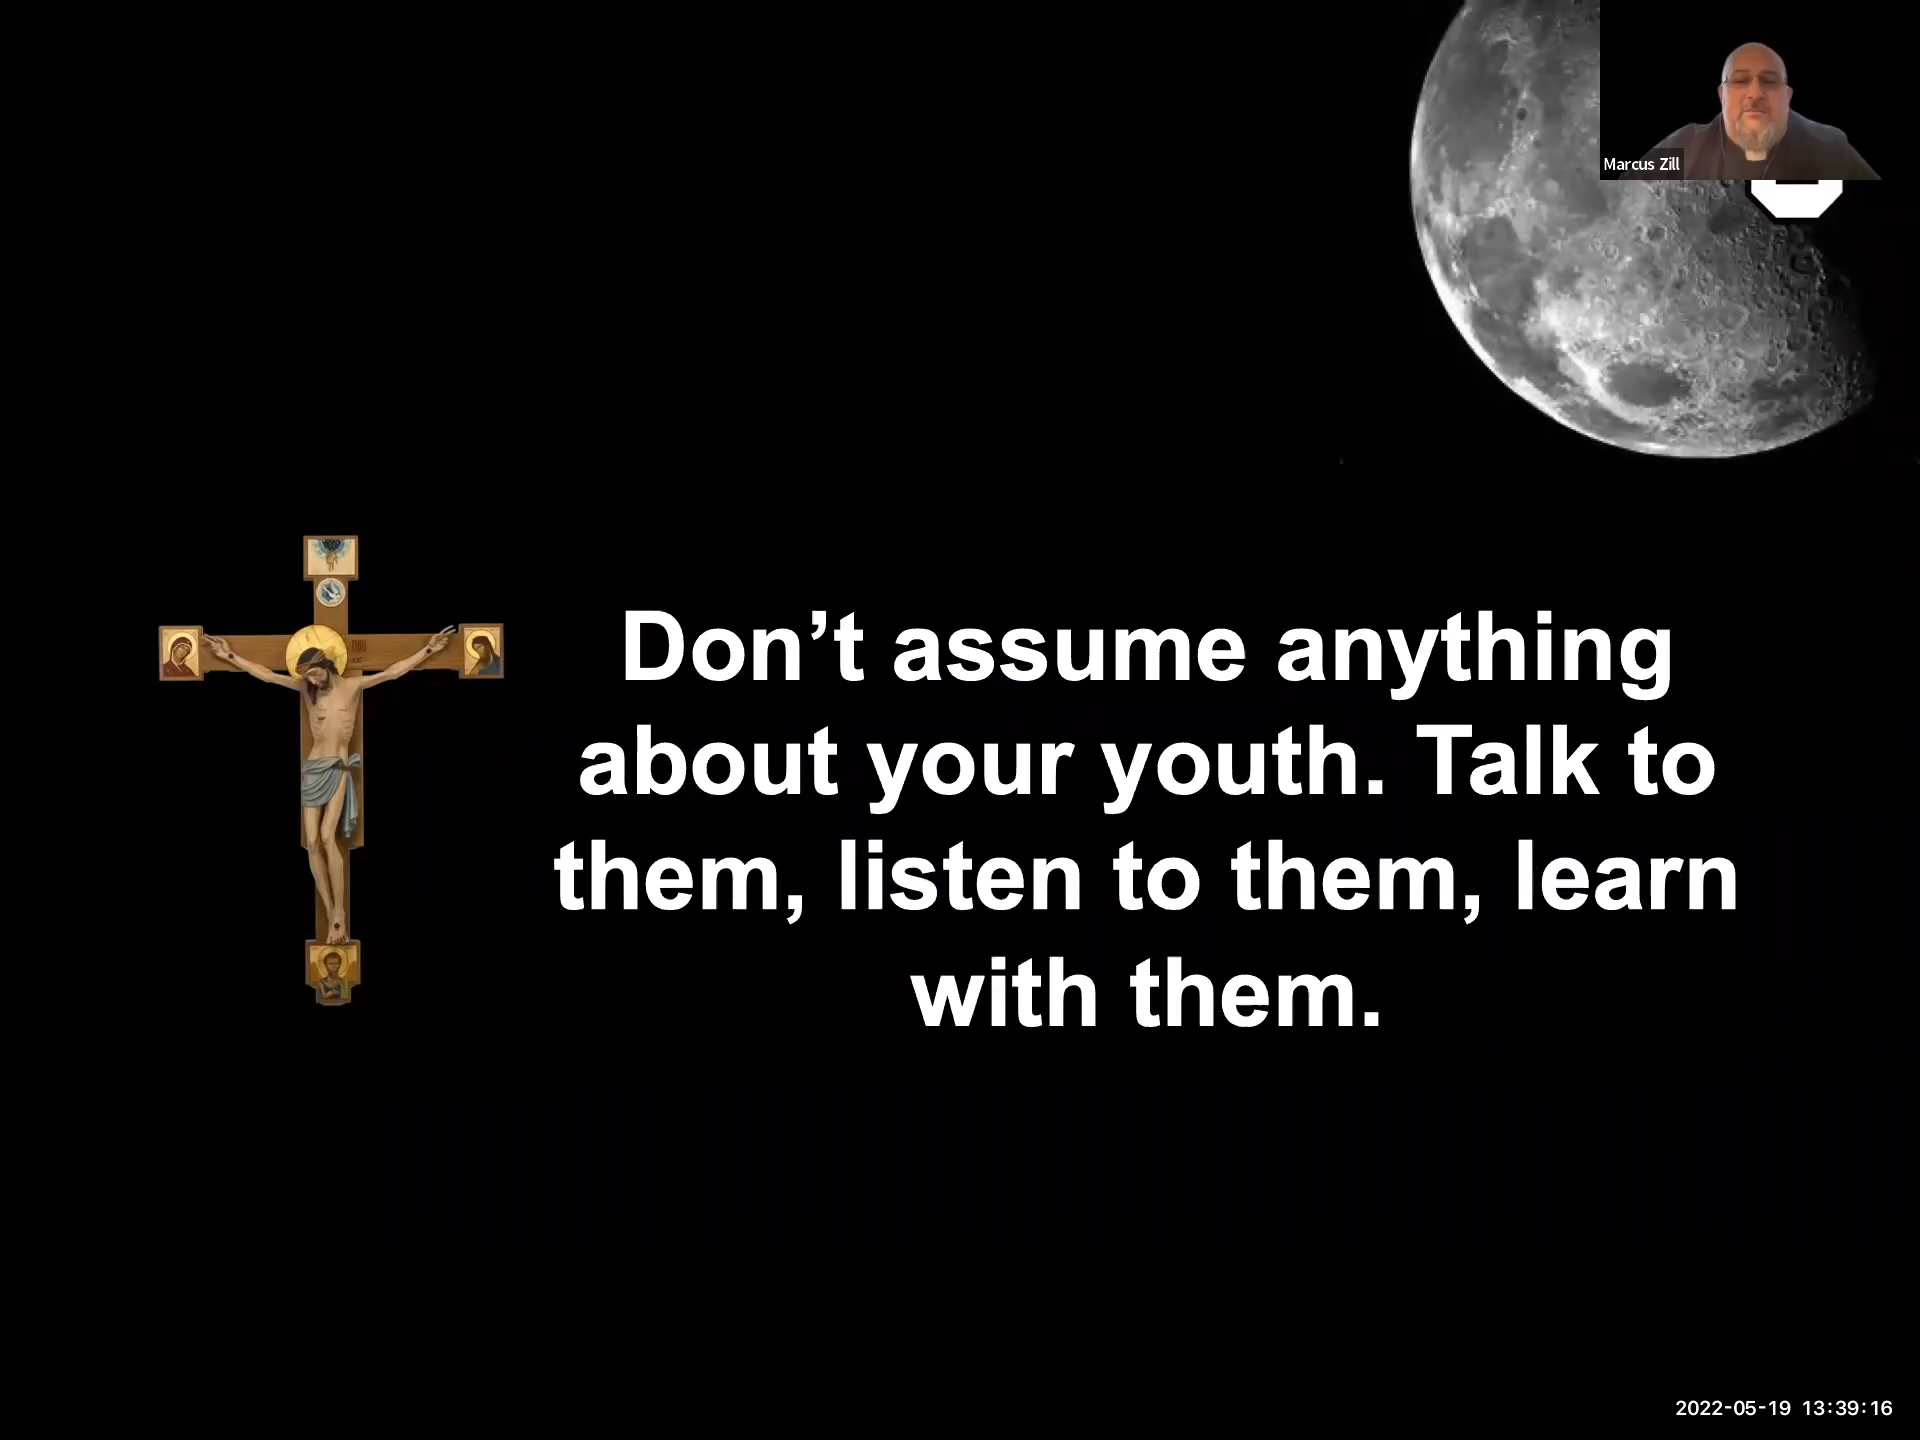 Marcus Zill
Don’t assume anything
about your youth. Talk to
them, listen to them, learn
with them.
2022-05-19 13:39:16